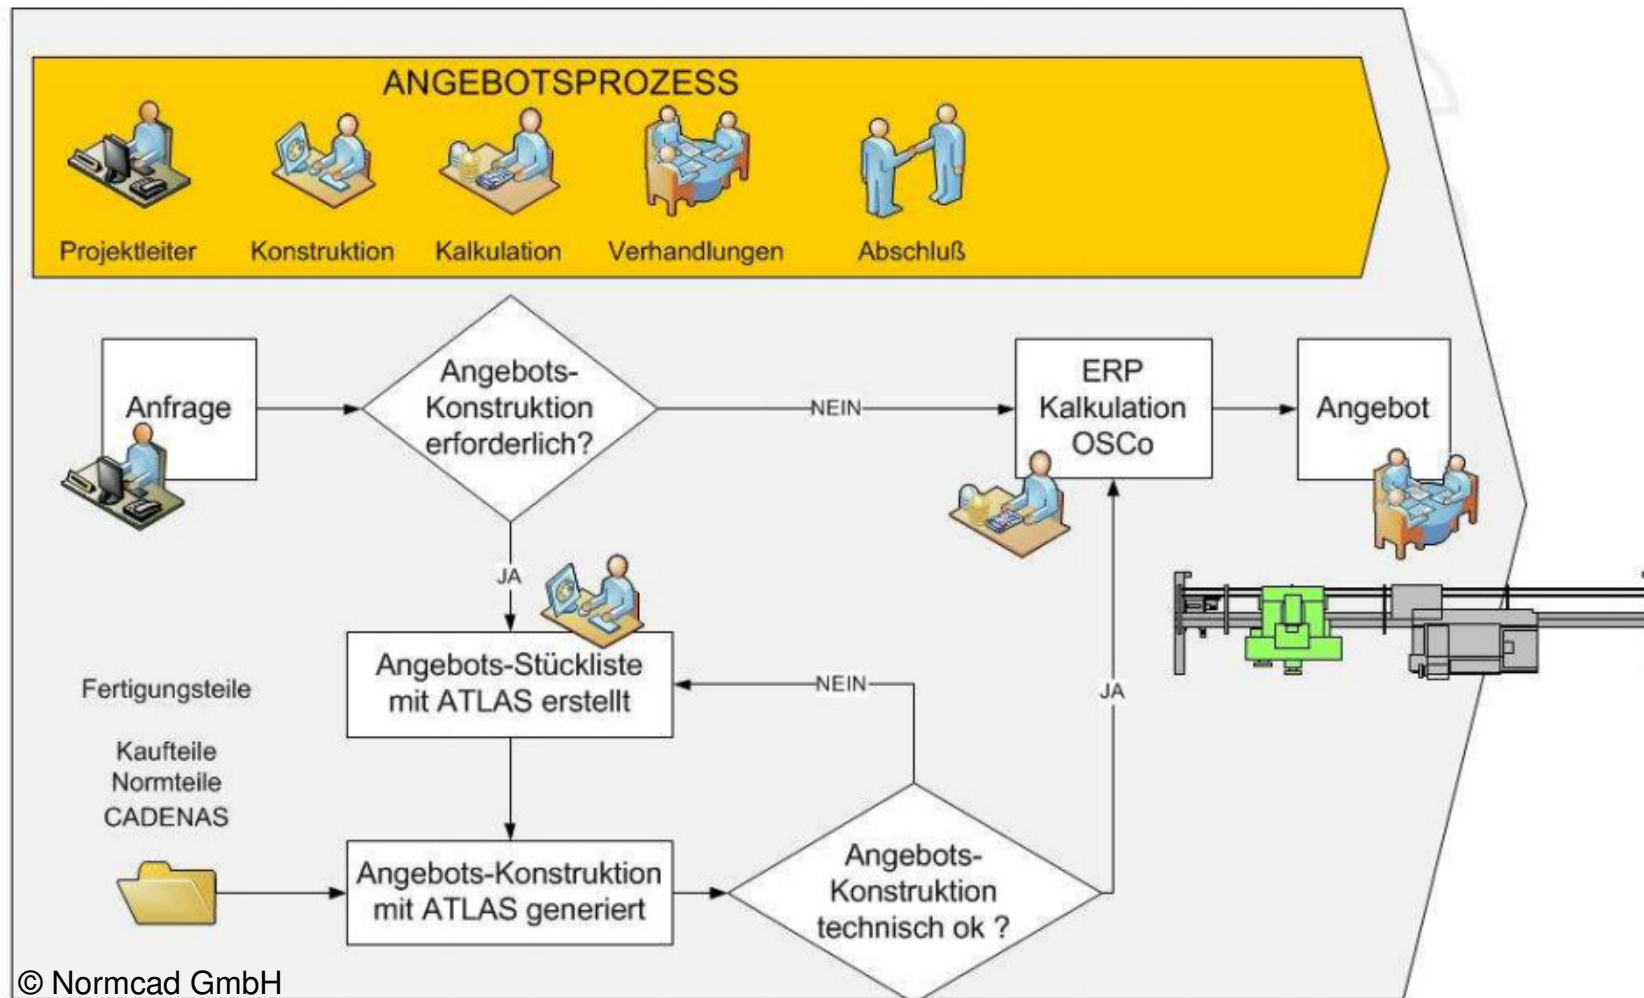 ANGEBOTSPROZESS
Projektleiter
Konstruktion
Kalkulation
Verhandlungen
Abschluß
Anfrage
Angebots-
Konstruktion
erforderlich?
NEIN
ERP
Kalkulation
OSCo
Angebot
JA
Angebots-Stückliste
mit ATLAS erstellt
NEIN
JA
Fertigungsteile
Kaufteile
Normteile
CADENAS
Angebots-Konstruktion
mit ATLAS generiert
Angebots-
Konstruktion
technisch ok ?
© Normcad GmbH